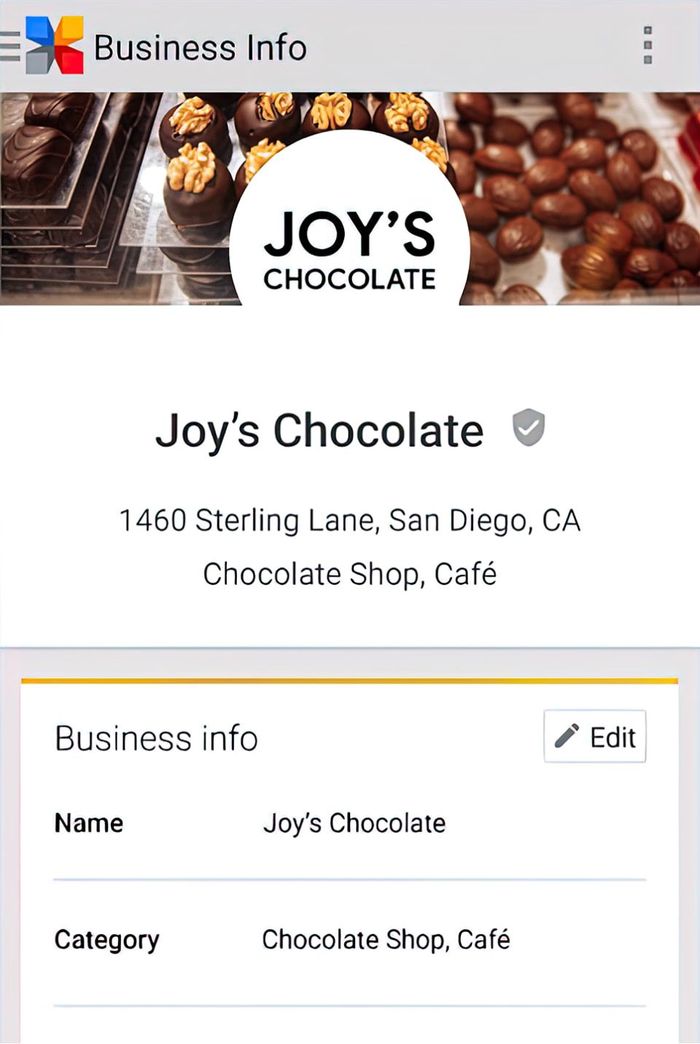 Business Info
JOY’S
CHOCOLATE
Joy’s Chocolate
1460 Sterling Lane, San Diego, CA
Chocolate Shop, Café
Business info
Edit
Name
Joy’s Chocolate
Category
Chocolate Shop, Café